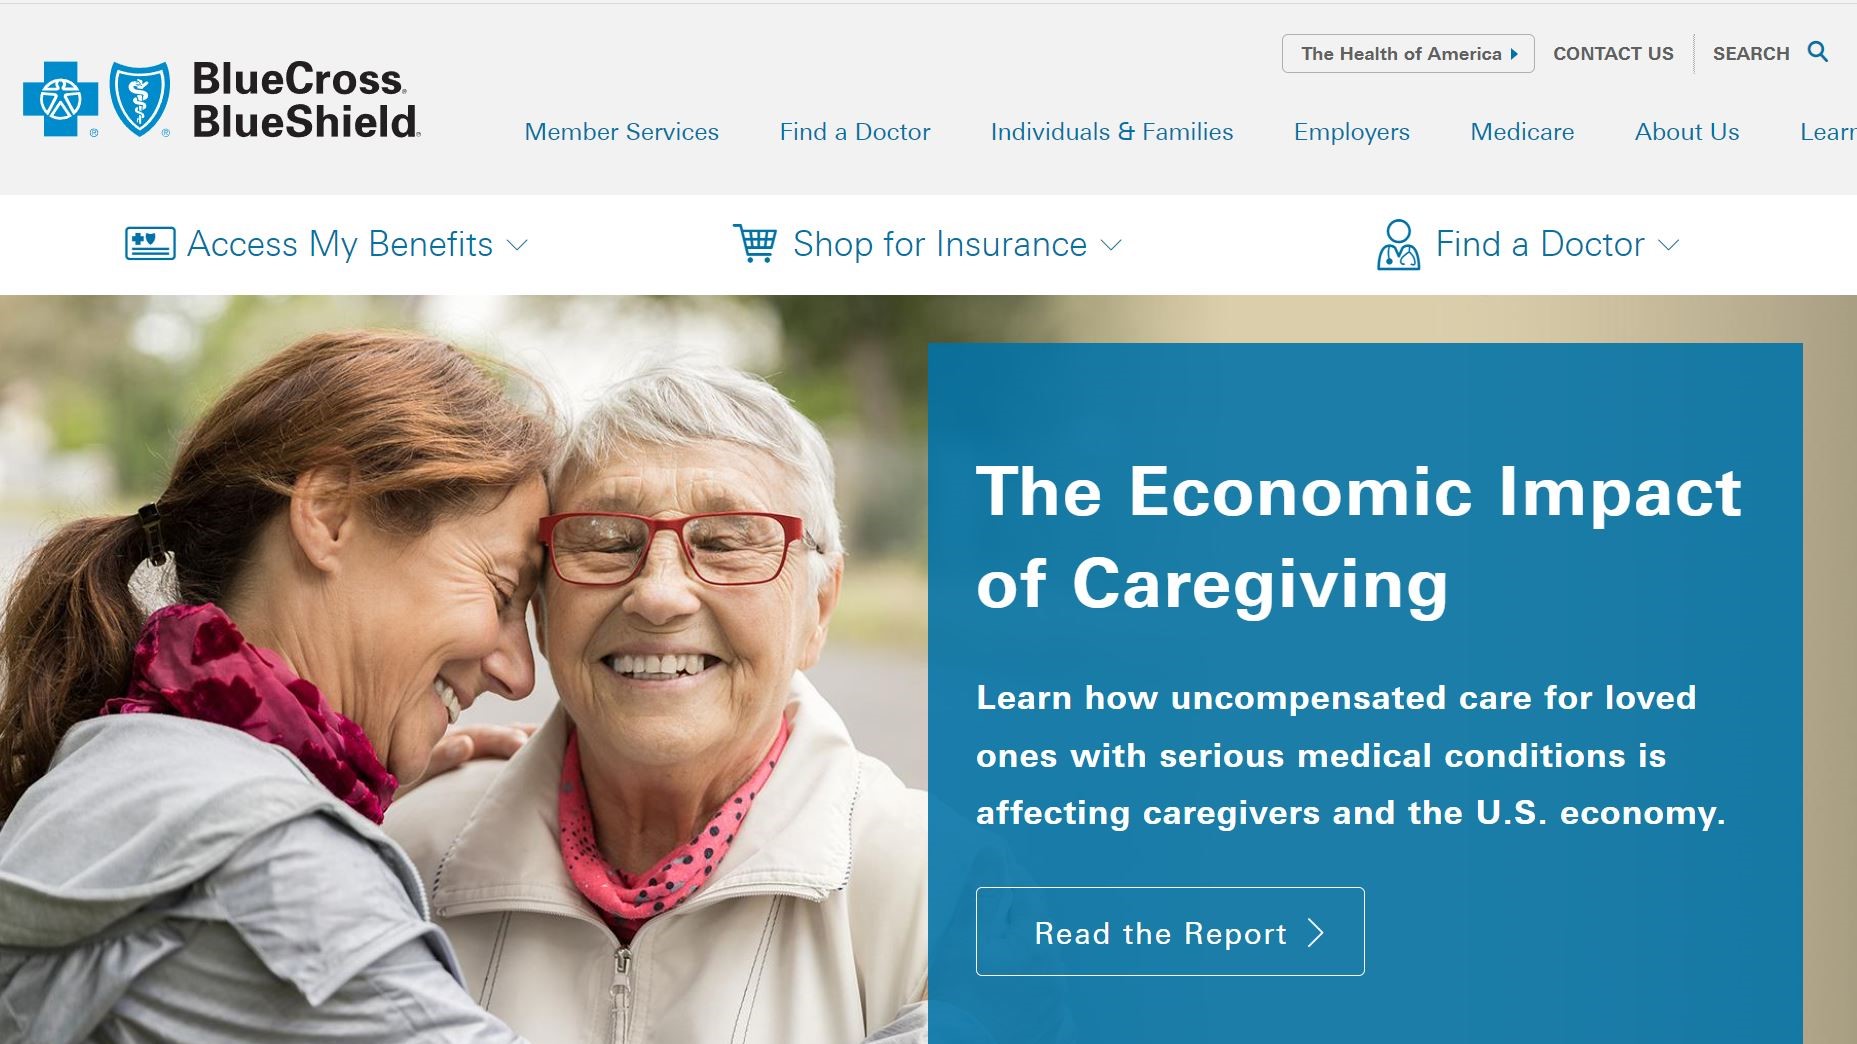 The Health of America
CONTACT US
SEARCH
BlueCross®
BlueShield®
Member Services
Find a Doctor
Individuals & Families
Employers
Medicare
About Us
Learn
Access My Benefits
Shop for Insurance
Find a Doctor
The Economic Impact
of Caregiving
Learn how uncompensated care for loved
ones with serious medical conditions is
affecting caregivers and the U.S. economy.
Read the Report